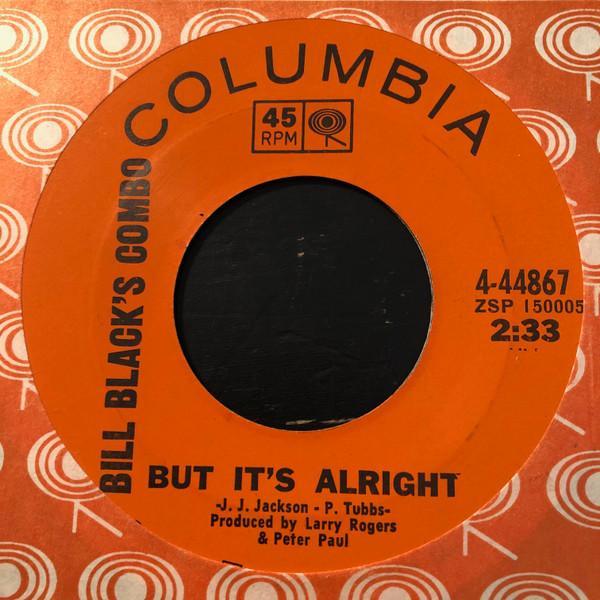 COLUMBIA
45
RPM
BILL BLACK'S COMBO
4-44867
ZSP 150005
2:33
BUT IT'S ALRIGHT
-J. J. Jackson - P. Tubbs-
Produced by Larry Rogers
& Peter Paul